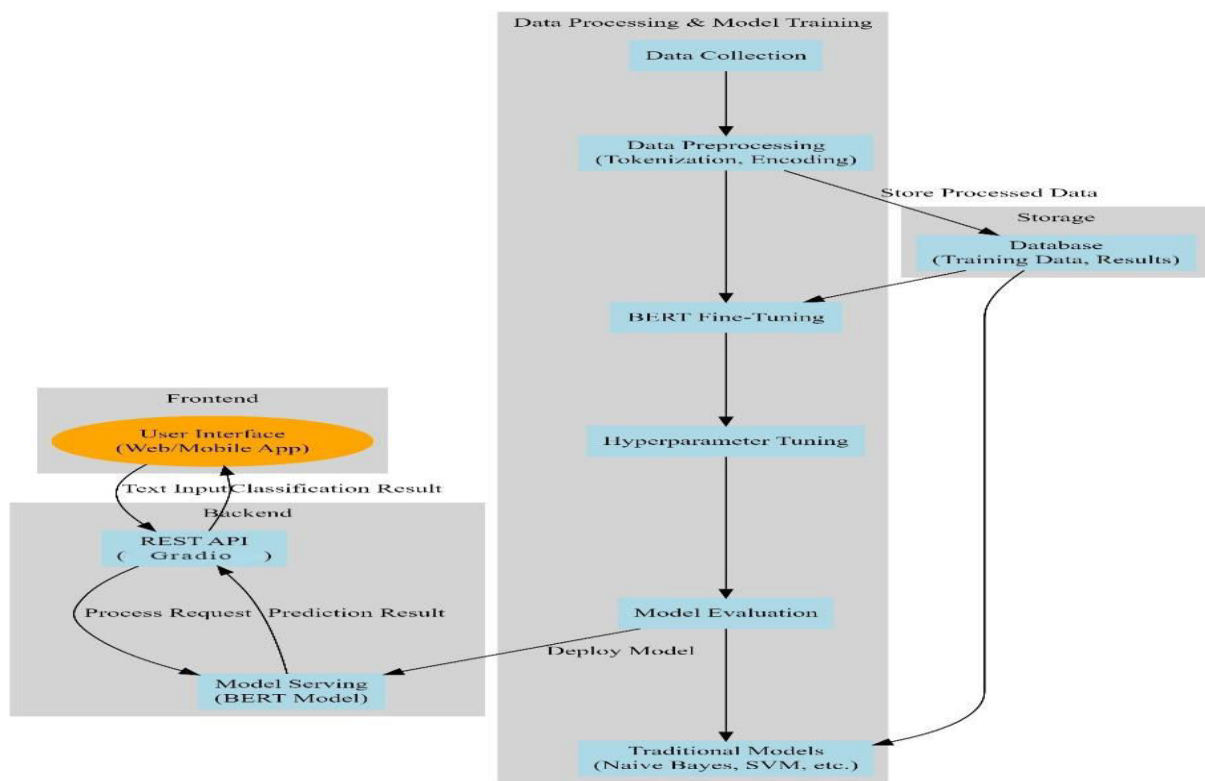 Data Processing & Model Training
Data Collection
Data Preprocessing
(Tokenization, Encoding)
Store Processed Data
Storage
Database
(Training Data, Results)
BERT Fine-Tuning
Frontend
User Interface
(Web/Mobile App)
Hyperparameter Tuning
Text Input
Classification Result
Backend
REST API
( Gradio )
Process Request
Prediction Result
Model Evaluation
Deploy Model
Model Serving
(BERT Model)
Traditional Models
(Naive Bayes, SVM, etc.)